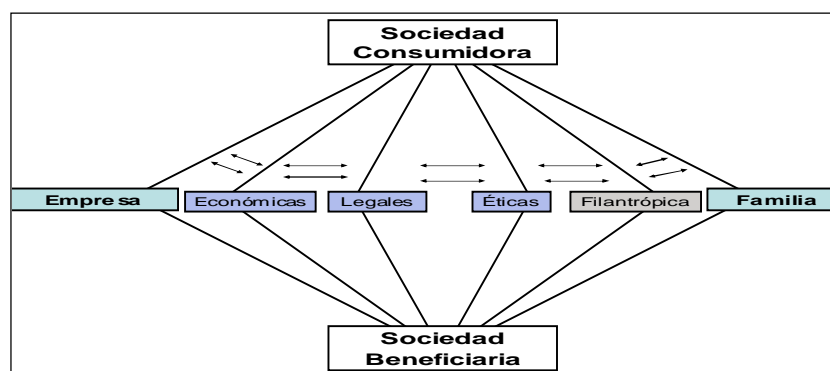 Sociedad
Consumidora
Empresa
Económicas
Legales
Éticas
Filantrópica
Familia
Sociedad
Beneficiaria